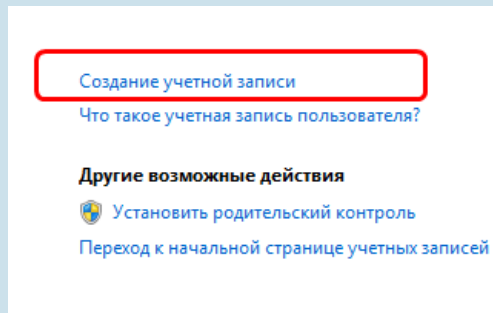 Создание учетной записи
Что такое учетная запись пользователя?
Другие возможные действия
Установить родительский контроль
Переход к начальной странице учетных записей